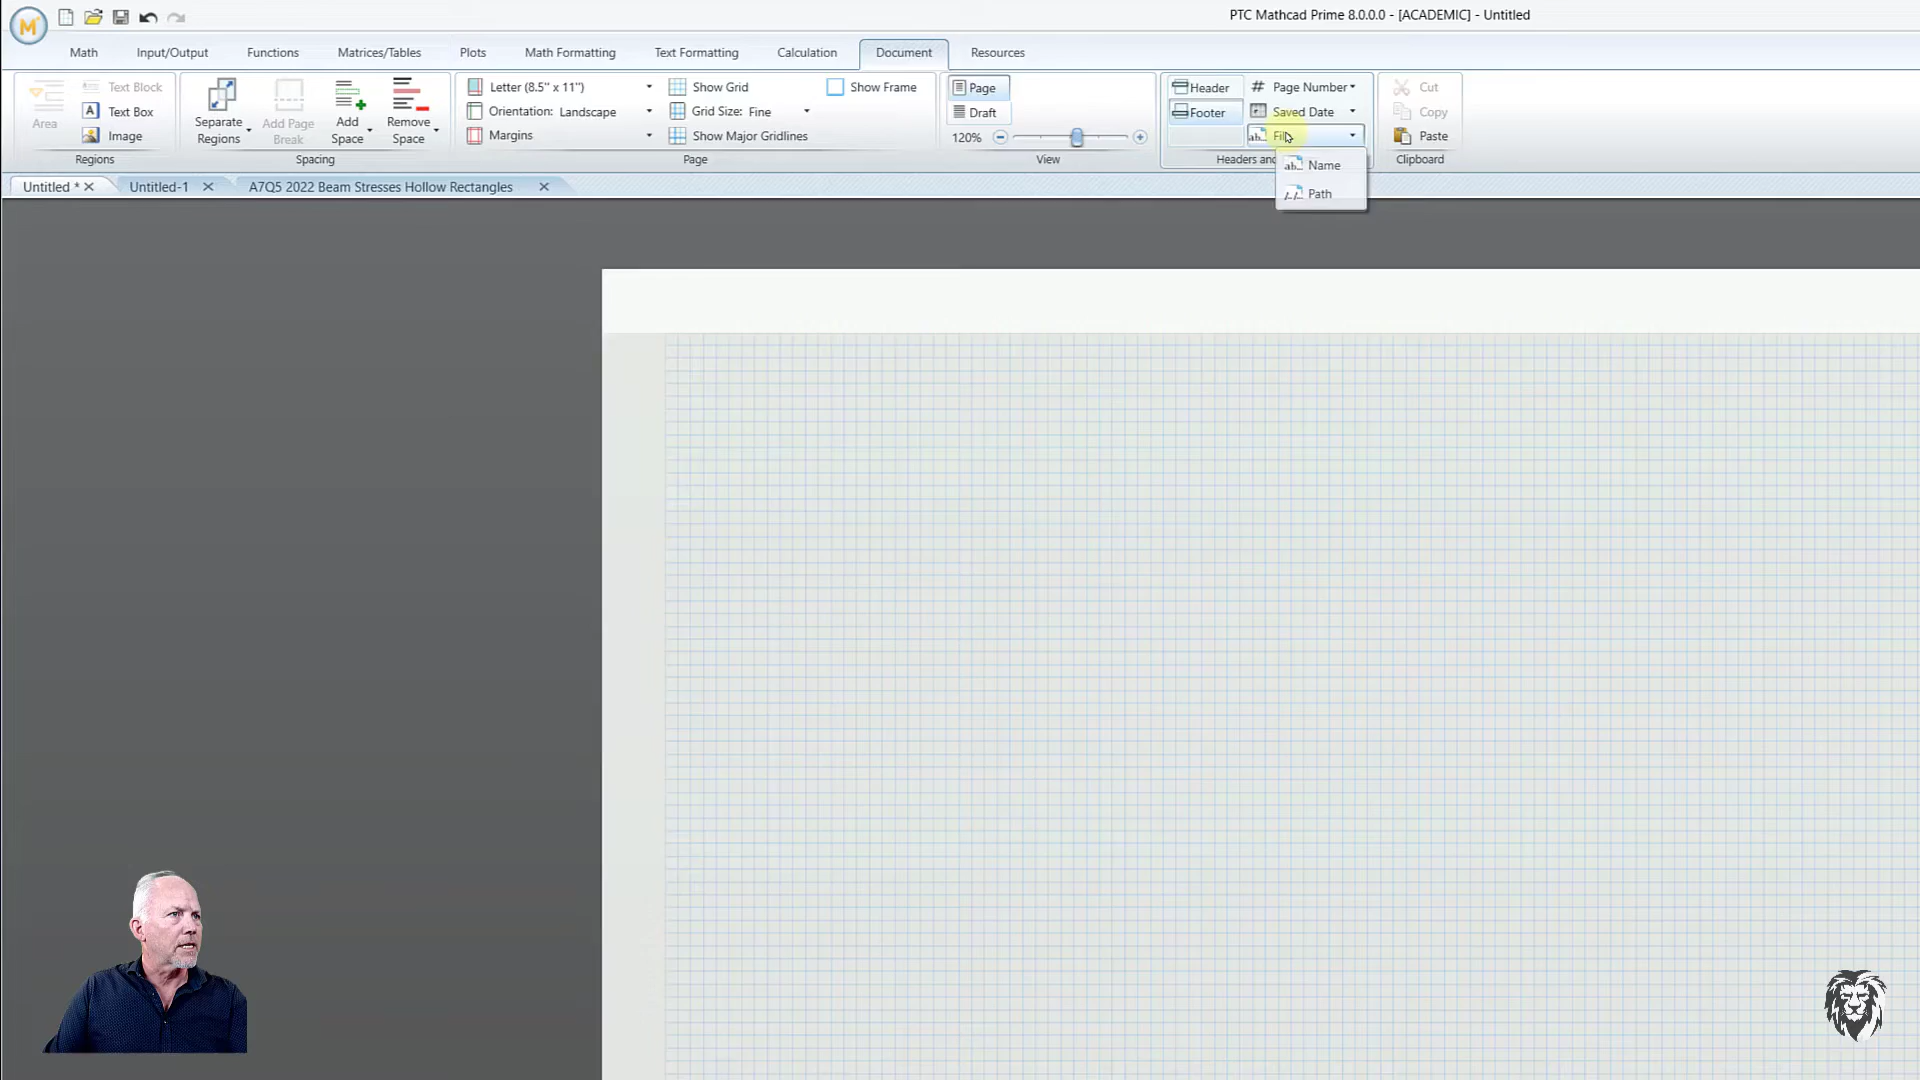 PTC Mathcad Prime 8.0.0.0 - [ACADEMIC] - Untitled
Math Input/Output Functions Matrices/Tables Plots Math Formatting Text Formatting Calculation Document Resources
Area
Text Block
Text Box
Image
Regions
Separate Regions
Add Page Break
Add Space
Remove Space
Spacing
Letter (8.5" x 11")
Orientation: Landscape
Margins
Show Grid
Grid Size: Fine
Show Major Gridlines
Show Frame
Page
Page
Draft
120%
View
Header
Footer
# Page Number
Saved Date
Headers and
Name
Path
Cut
Copy
Paste
Clipboard
Untitled * Untitled-1 A7Q5 2022 Beam Stresses Hollow Rectangles